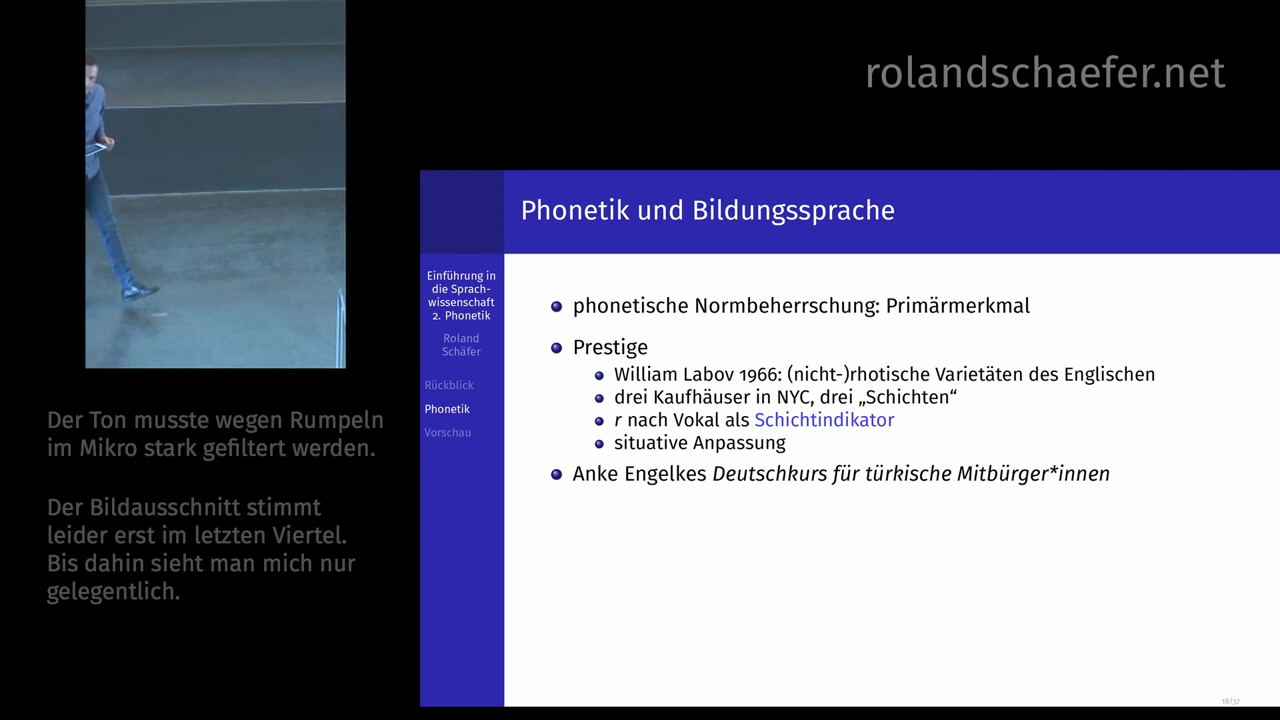 rolandschaefer.net
Phonetik und Bildungssprache
Einführung in
die Sprach-
wissenschaft
2. Phonetik
Roland
Schäfer
Rückblick
Phonetik
Vorschau
phonetische Normbeherrschung: Primärmerkmal
Prestige
William Labov 1966: (nicht-)rhotische Varietäten des Englischen
drei Kaufhäuser in NYC, drei „Schichten“
r nach Vokal als Schichtindikator
situative Anpassung
Anke Engelkes Deutschkurs für türkische Mitbürger*innen
Der Ton musste wegen Rumpeln
im Mikro stark gefiltert werden.
Der Bildausschnitt stimmt
leider erst im letzten Viertel.
Bis dahin sieht man mich nur
gelegentlich.